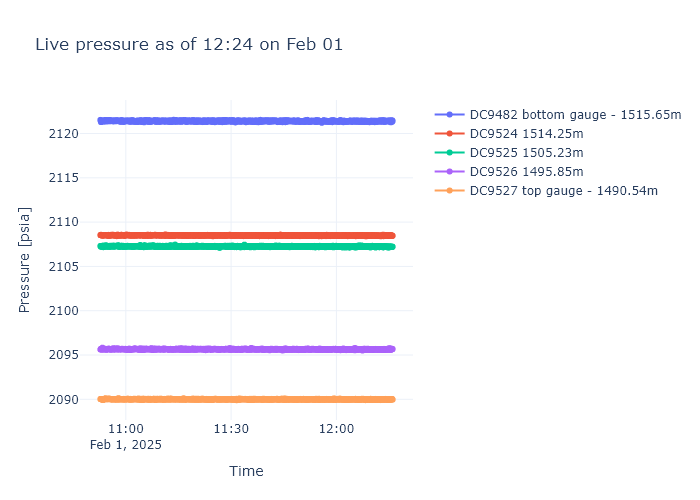 Live pressure as of 12:24 on Feb 01
DC9482 bottom gauge - 1515.65m
DC9524 1514.25m
DC9525 1505.23m
DC9526 1495.85m
DC9527 top gauge - 1490.54m
Pressure [psia]
2120
2115
2110
2105
2100
2095
2090
11:00
11:30
12:00
Feb 1, 2025
Time